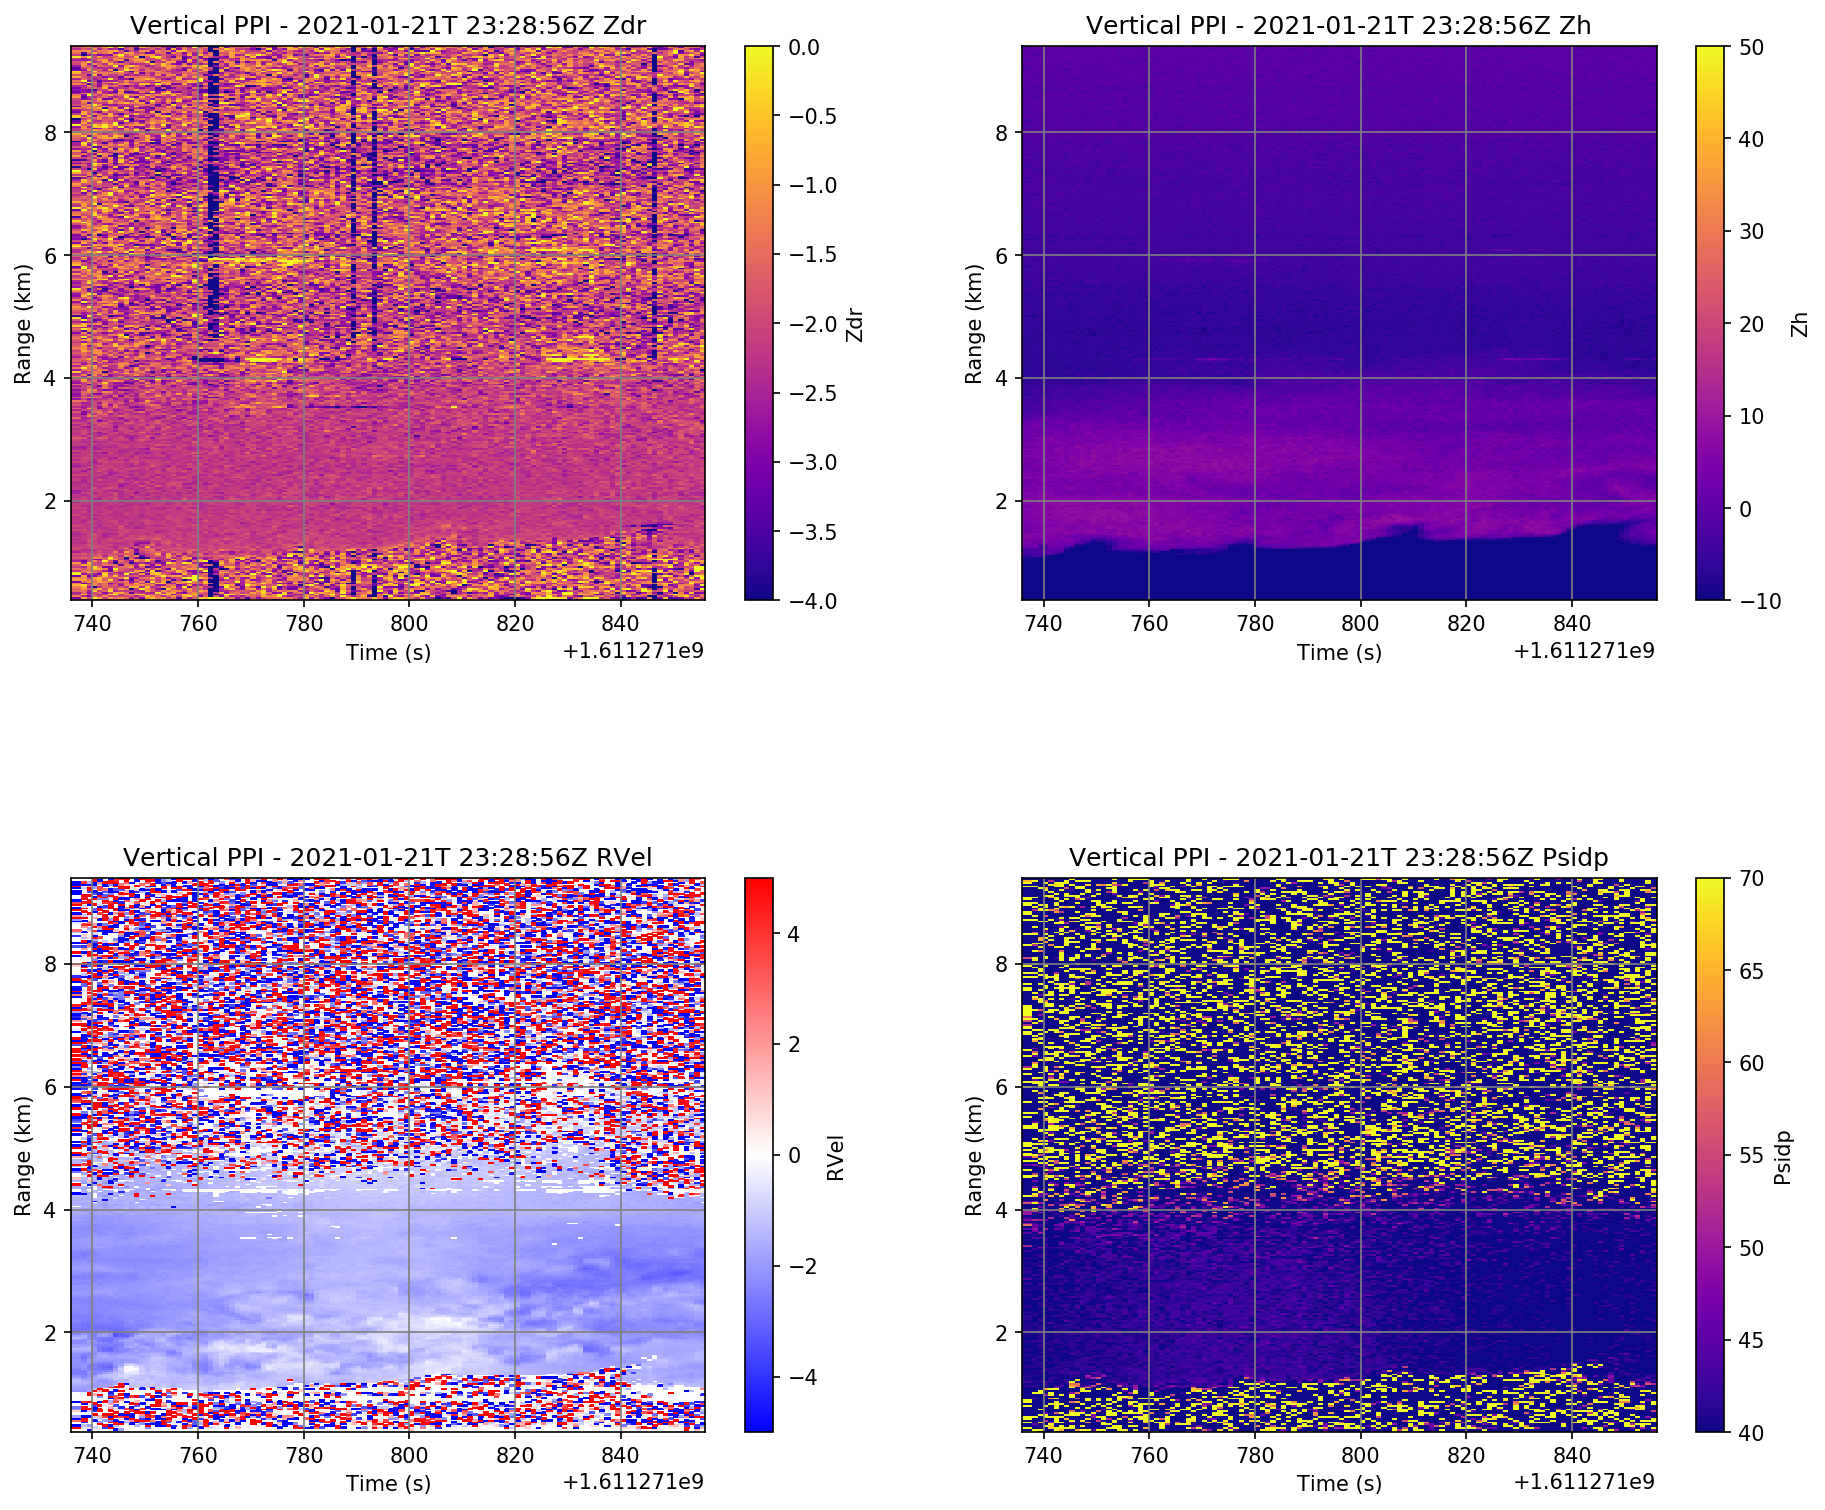 Vertical PPI - 2021-01-21T 23:28:56Z Zdr
Range (km)
8
6
4
2
740 760 780 800 820 840
Time (s)
+1.611271e9
0.0
−0.5
−1.0
−1.5
−2.0
−2.5
−3.0
−3.5
−4.0
Zdr
Vertical PPI - 2021-01-21T 23:28:56Z Zh
Range (km)
8
6
4
2
740 760 780 800 820 840
Time (s)
+1.611271e9
50
40
30
20
10
0
−10
Zh
Vertical PPI - 2021-01-21T 23:28:56Z RVel
Range (km)
8
6
4
2
740 760 780 800 820 840
Time (s)
+1.611271e9
4
2
0
−2
−4
RVel
Vertical PPI - 2021-01-21T 23:28:56Z Psidp
Range (km)
8
6
4
2
740 760 780 800 820 840
Time (s)
+1.611271e9
70
65
60
55
50
45
40
Psidp